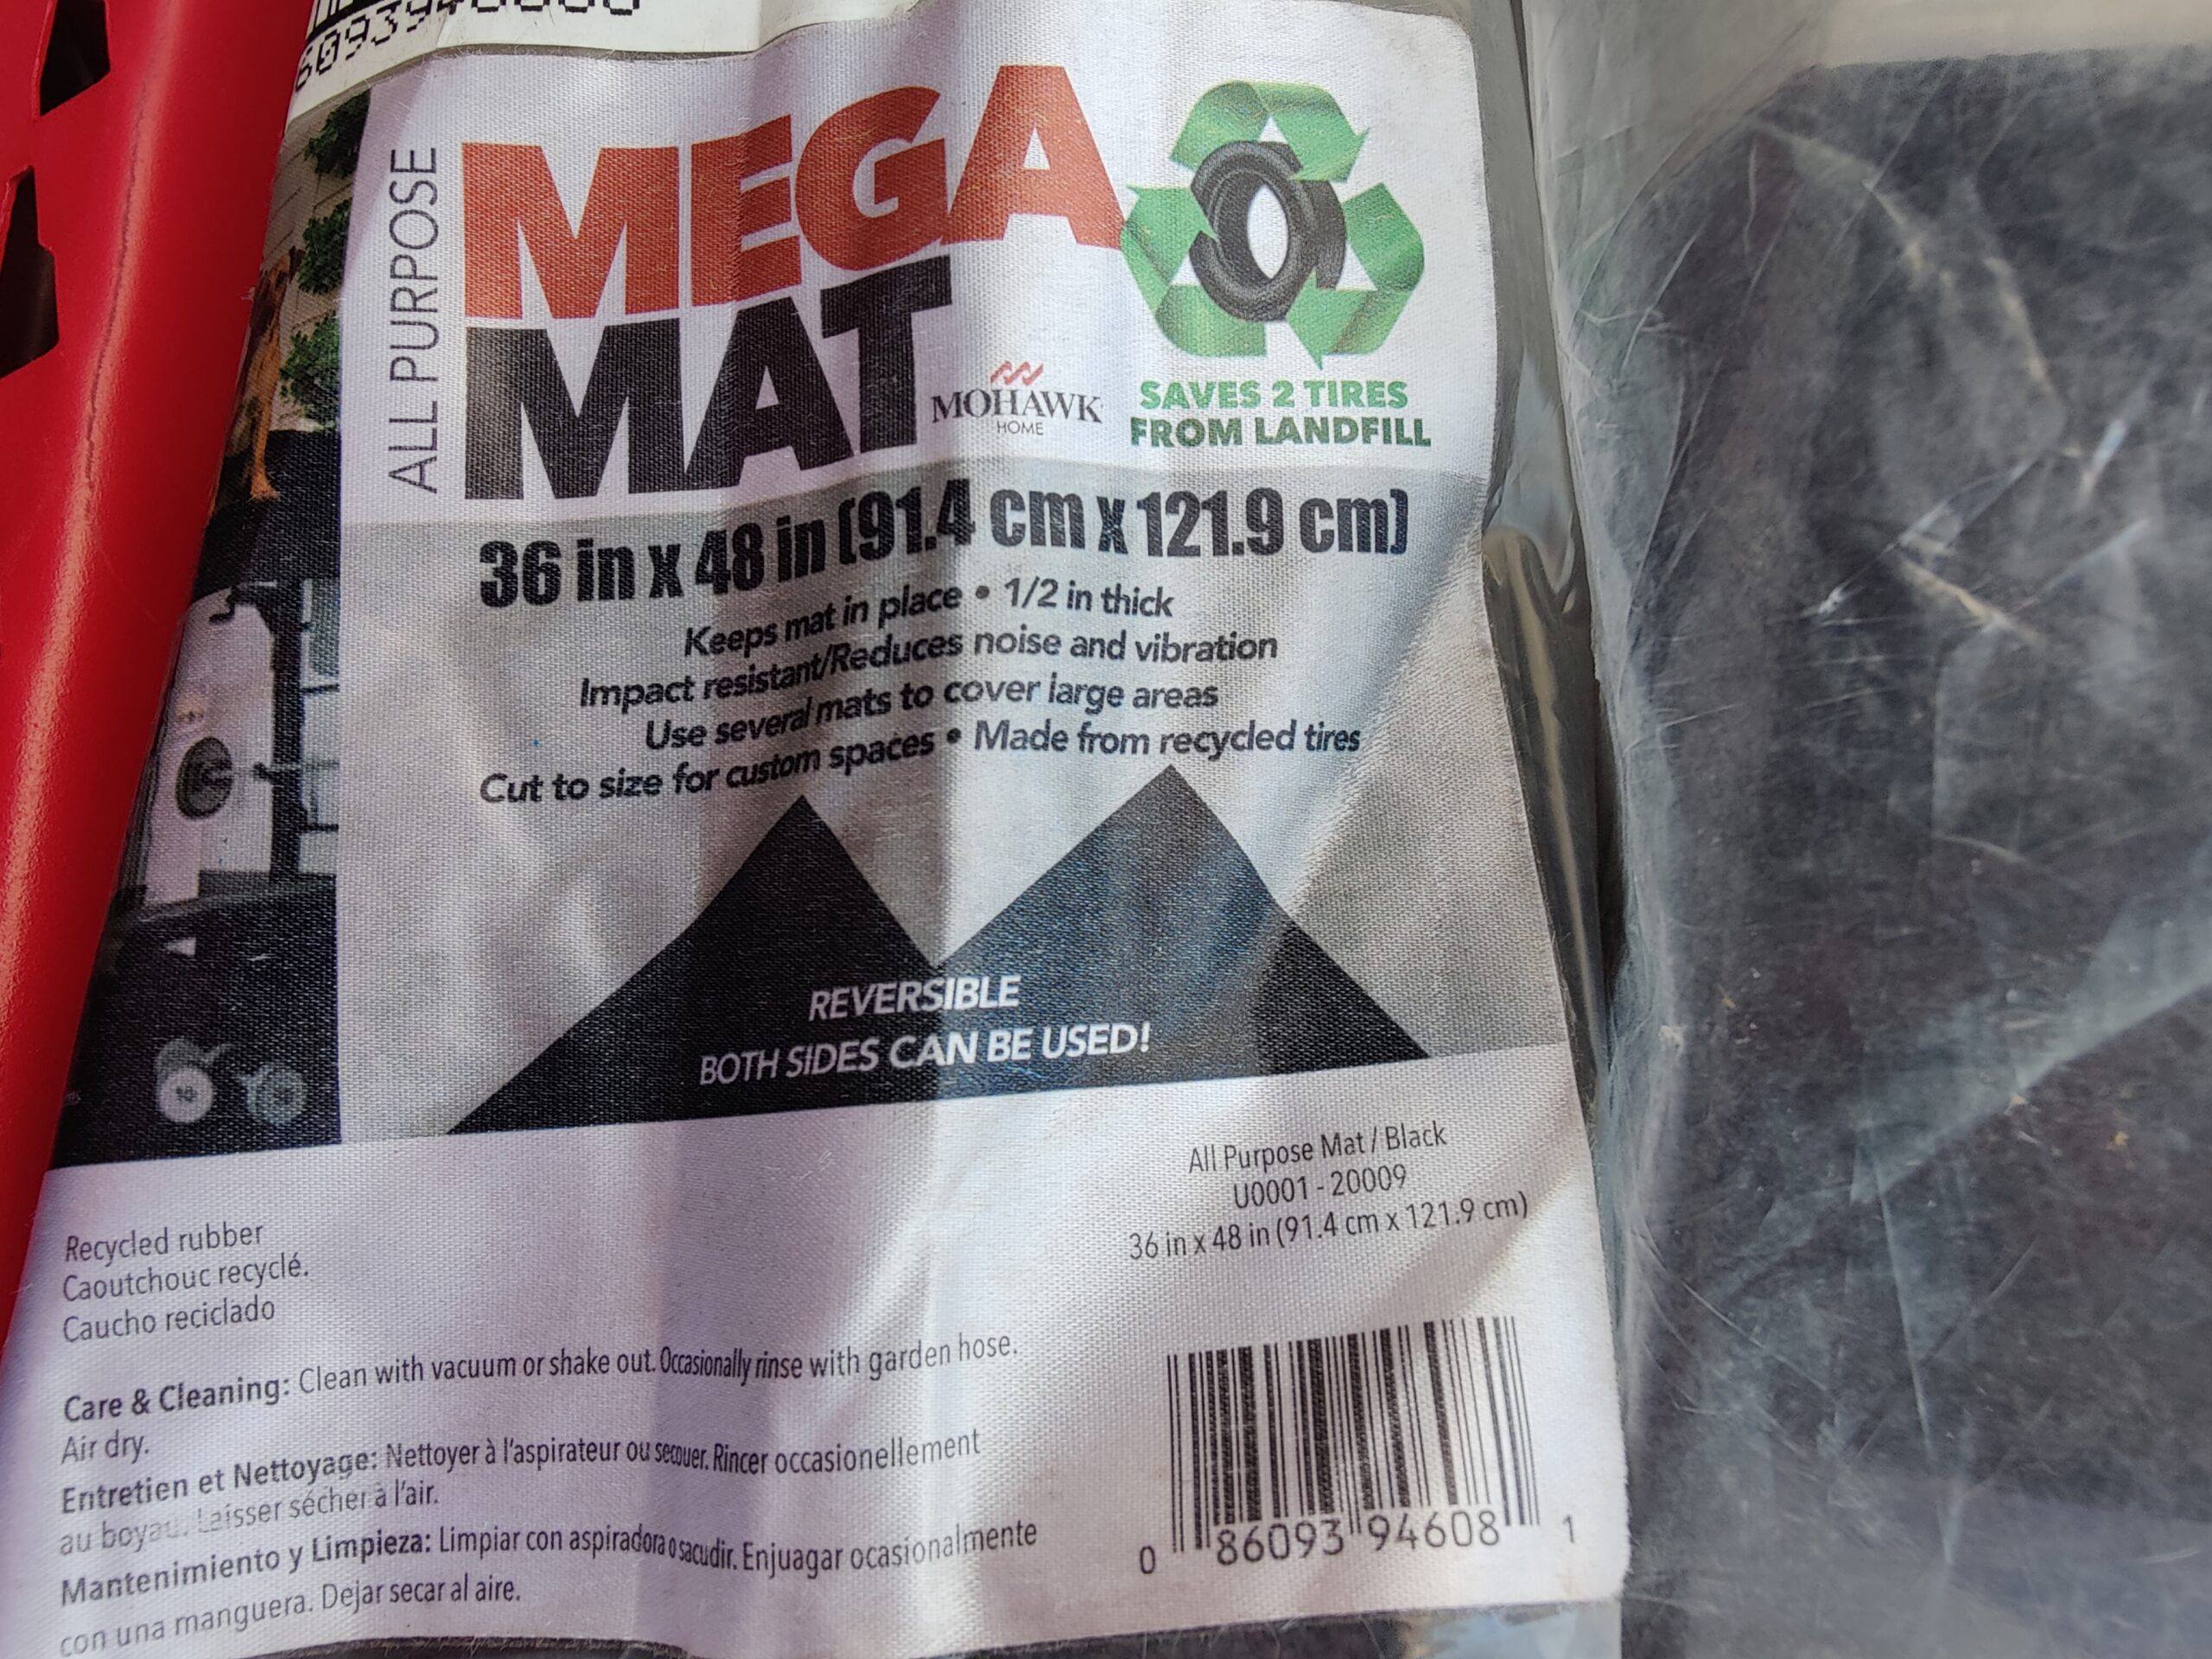 ALL PURPOSE
MEGA
MAT
MOHAWK
HOME
SAVES 2 TIRES
FROM LANDFILL
36 in x 48 in (91.4 cm x 121.9 cm)
Keeps mat in place • 1/2 in thick
Impact resistant/Reduces noise and vibration
Use several mats to cover large areas
Cut to size for custom spaces • Made from recycled tires
REVERSIBLE
BOTH SIDES CAN BE USED!
10
All Purpose Mat / Black
U0001 - 20009
36 in x 48 in (91.4 cm x 121.9 cm)
Recycled rubber
Caoutchouc recyclé.
Caucho reciclado
Care & Cleaning: Clean with vacuum or shake out. Occasionally rinse with garden hose.
Air dry.
Entretien et Nettoyage: Nettoyer à l'aspirateur ou secouer. Rincer occasionellement
au boyau. Laisser sécher à l'air.
Mantenimiento y Limpieza: Limpiar con aspiradora o sacudir. Enjuagar ocasionalmente
con una manguera. Dejar secar al aire.
0 86093 94608 1